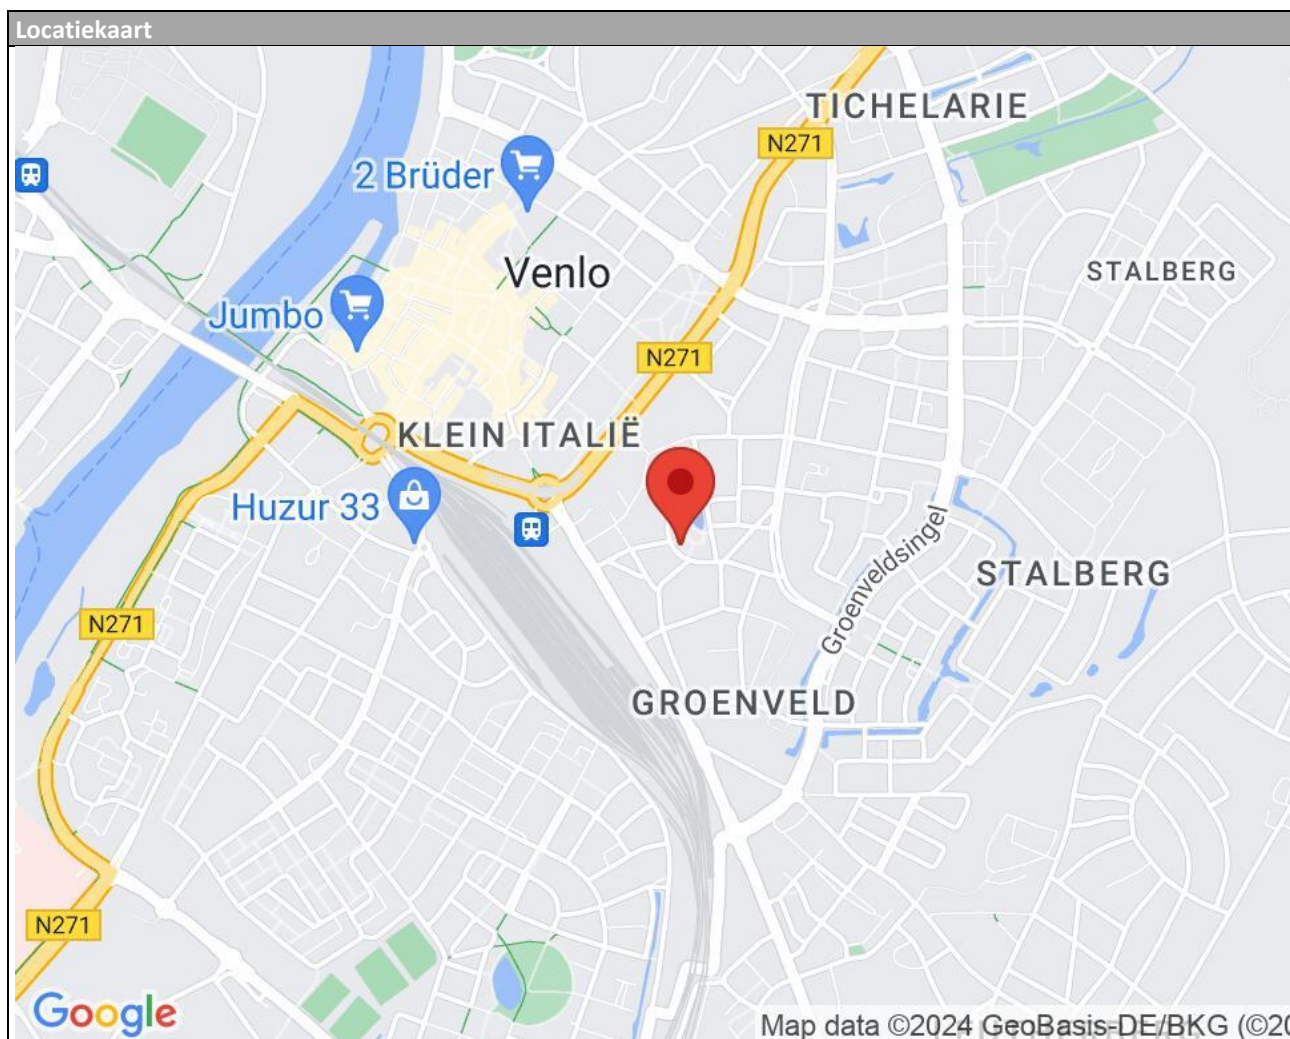 Locatiekaart
TICHELARIE
N271
2 Brüder
STALBERG
Venlo
Jumbo
N271
KLEIN ITALIË
Huzur 33
Groenveldsingel
STALBERG
N271
GROENVELD
N271
Google
Map data ©2024 GeoBasis-DE/BKG (©20